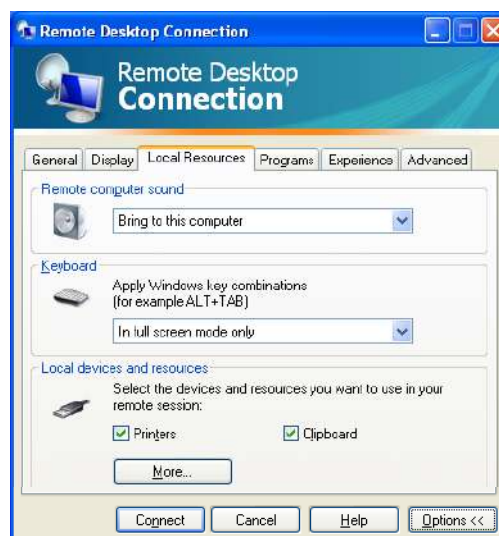 Remote Desktop Connection
Remote Desktop
Connection
General Display Local Resources Programs Experience Advanced
Remote computer sound
Bring to this computer
Keyboard
Apply Windows key combinations
(for example ALT+TAB)
In full screen mode only
Local devices and resources
Select the devices and resources you want to use in your
remote session:
Printers Clipboard
More...
Connect Cancel Help Options <<